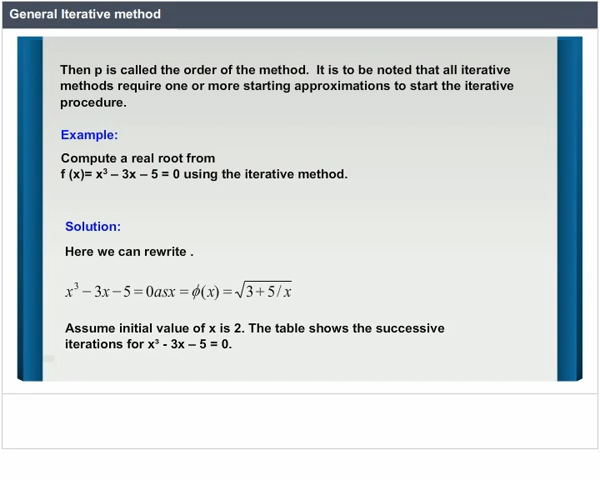 General Iterative method
Then p is called the order of the method.  It is to be noted that all iterative
methods require one or more starting approximations to start the iterative
procedure.
Example:
Compute a real root from
f (x)= x³ – 3x – 5 = 0 using the iterative method.
Solution:
Here we can rewrite .
x³ − 3x − 5 = 0asx = ϕ(x) = √3+5/x
Assume initial value of x is 2. The table shows the successive
iterations for x³ - 3x – 5 = 0.